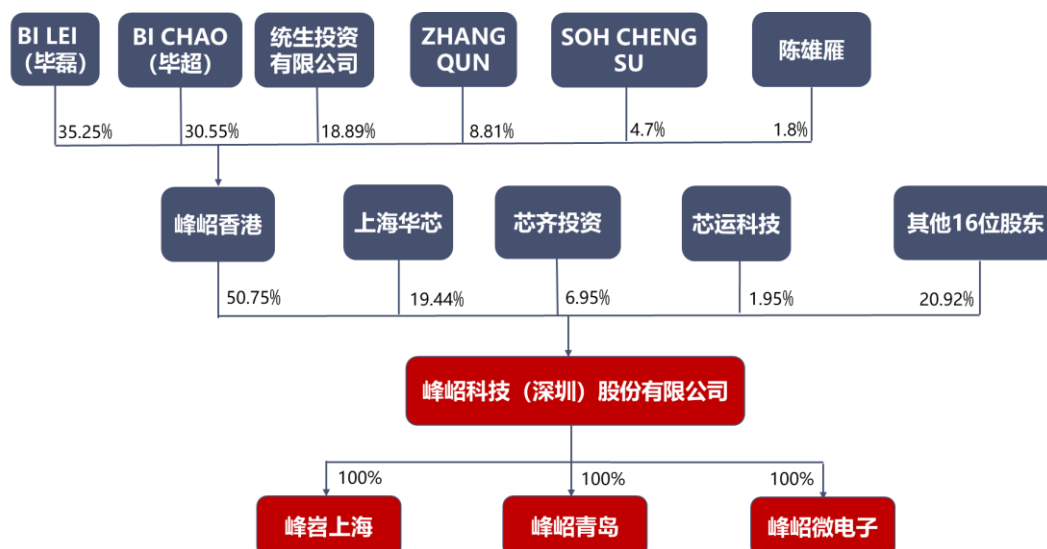 BI LEI
（毕磊）
BI CHAO
（毕超）
统生投资
有限公司
ZHANG
QUN
SOH CHENG
SU
陈雄雁
35.25%
30.55%
18.89%
8.81%
4.7%
1.8%
峰岹香港
上海华芯
芯齐投资
芯运科技
其他16位股东
50.75%
19.44%
6.95%
1.95%
20.92%
峰岹科技（深圳）股份有限公司
100%
100%
100%
峰岧上海
峰岹青岛
峰岹微电子